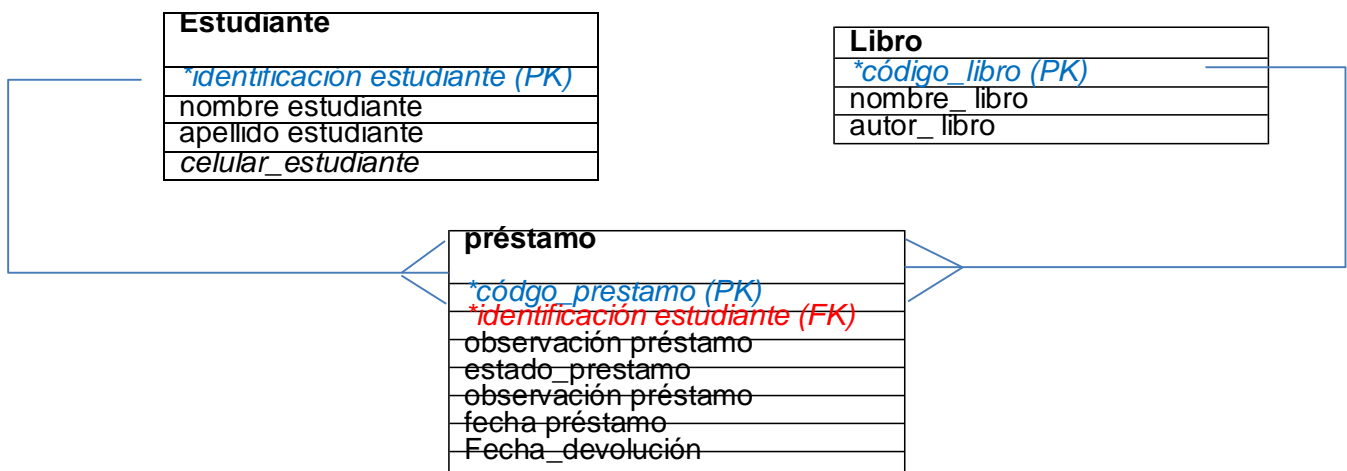 Estudiante
*identificación estudiante (PK)
nombre estudiante
apellido estudiante
celular_estudiante
Libro
*código_libro (PK)
nombre_ libro
autor_ libro
préstamo
*códgo_prestamo (PK)
*identificación estudiante (FK)
observación préstamo
estado_prestamo
observación préstamo
fecha préstamo
Fecha_devolución